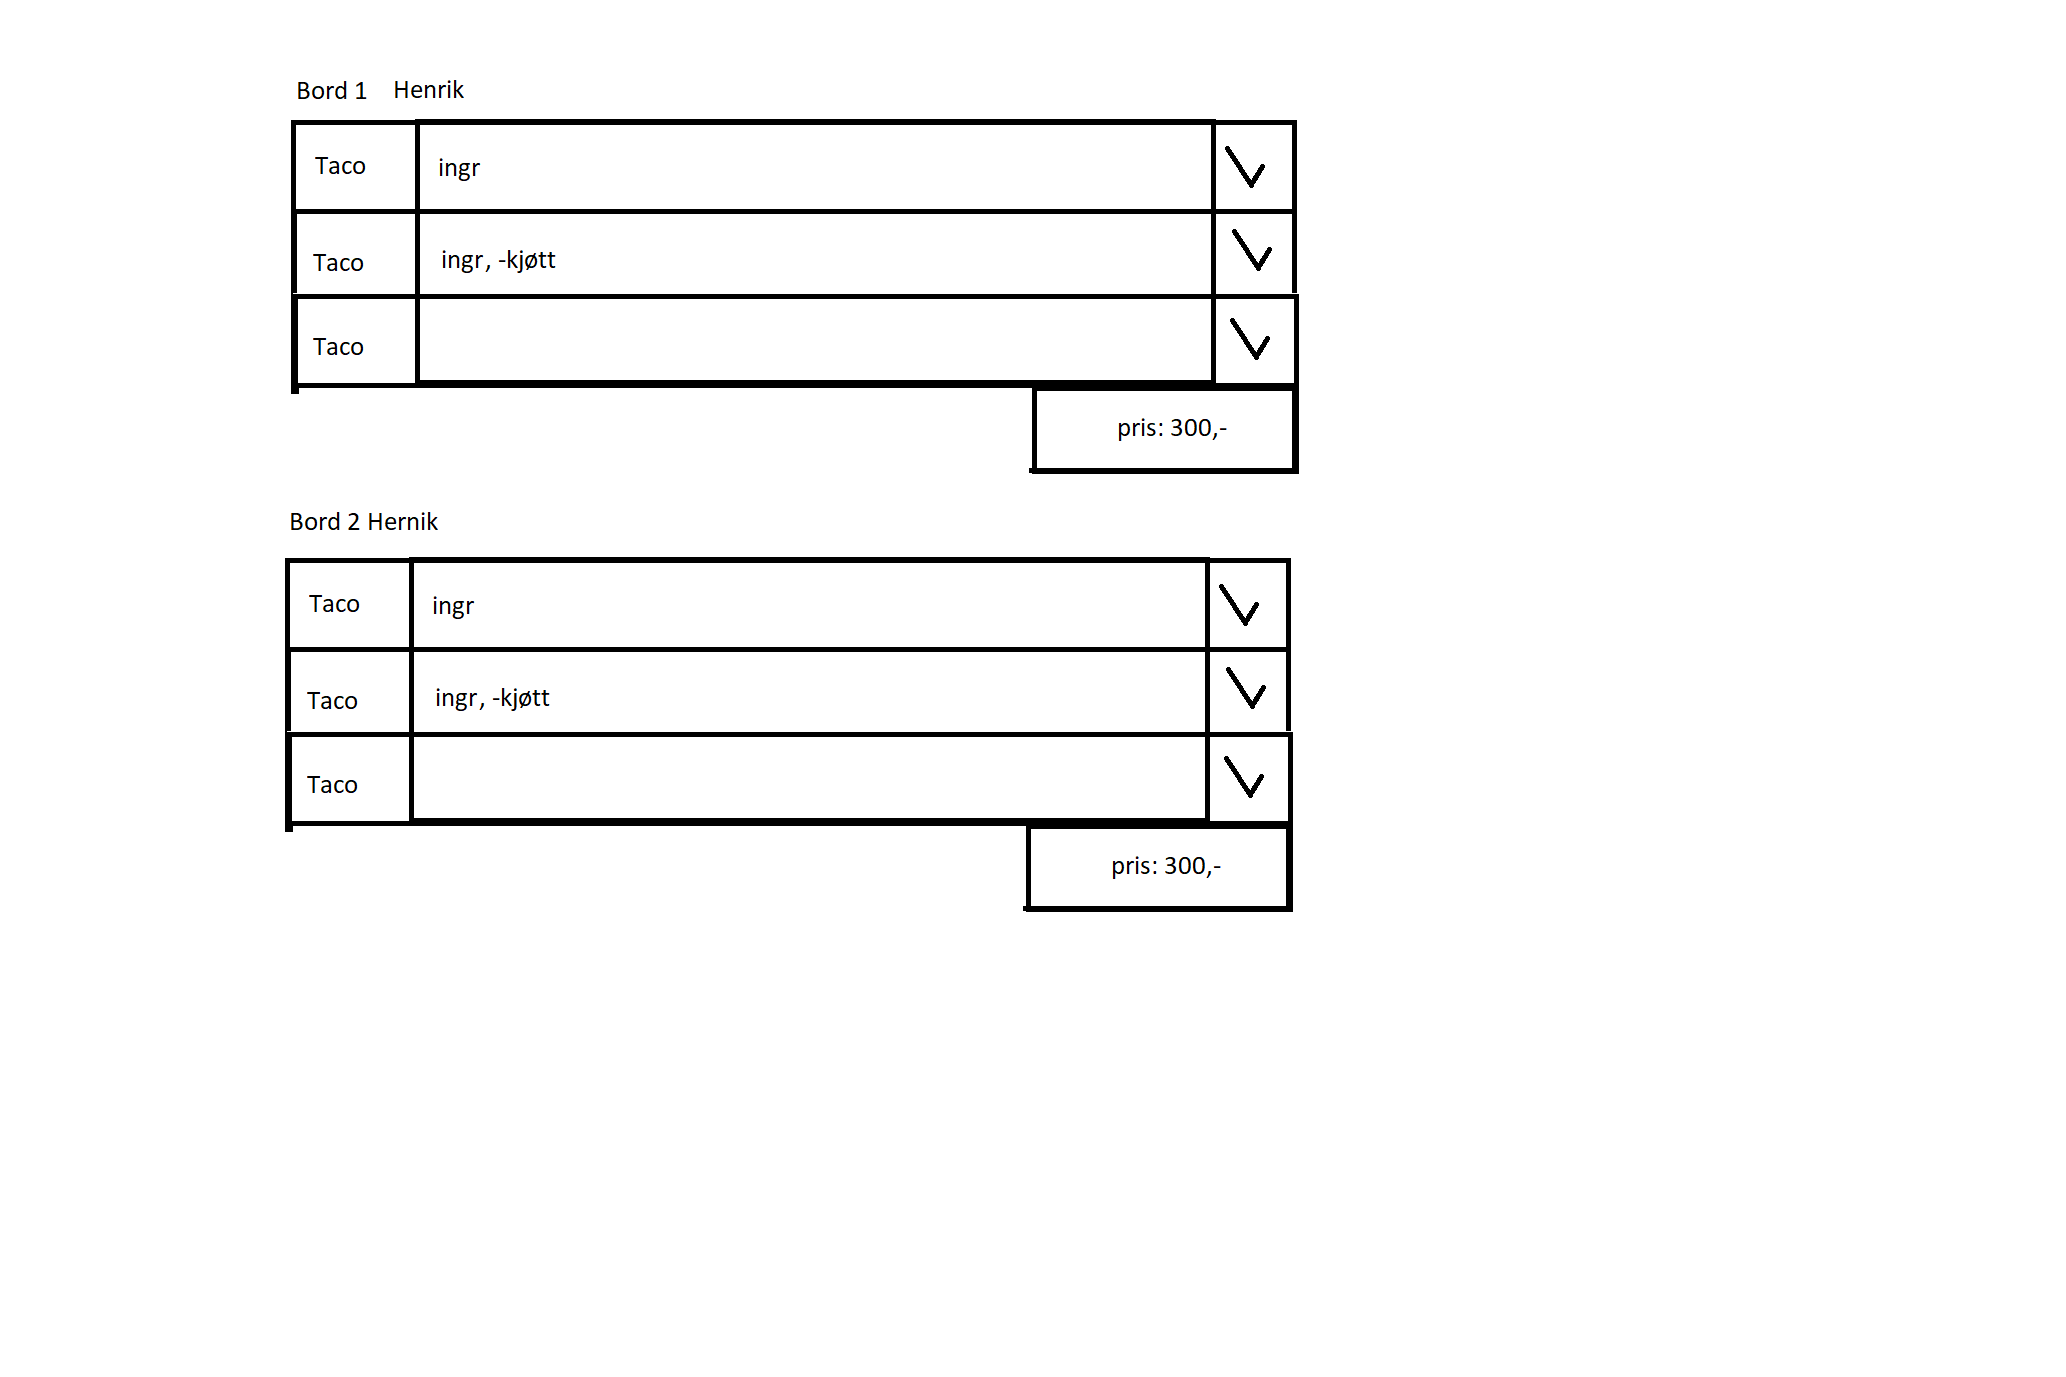 Bord 1 Henrik
Taco ingr
Taco ingr, -kjøtt
Taco
pris: 300,-
Bord 2 Hernik
Taco ingr
Taco ingr, -kjøtt
Taco
pris: 300,-